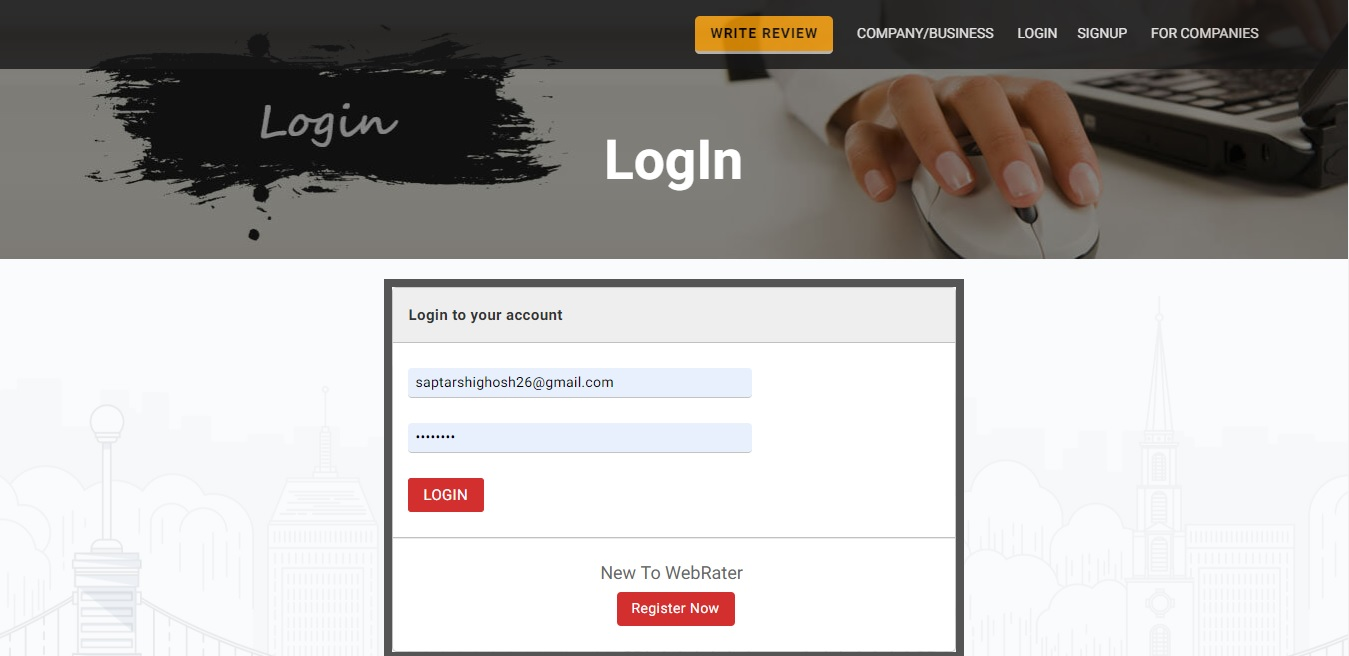 WRITE REVIEW COMPANY/BUSINESS LOGIN SIGNUP FOR COMPANIES
Login
LogIn
Login to your account
saptarshighosh26@gmail.com
••••••••
LOGIN
New To WebRater
Register Now